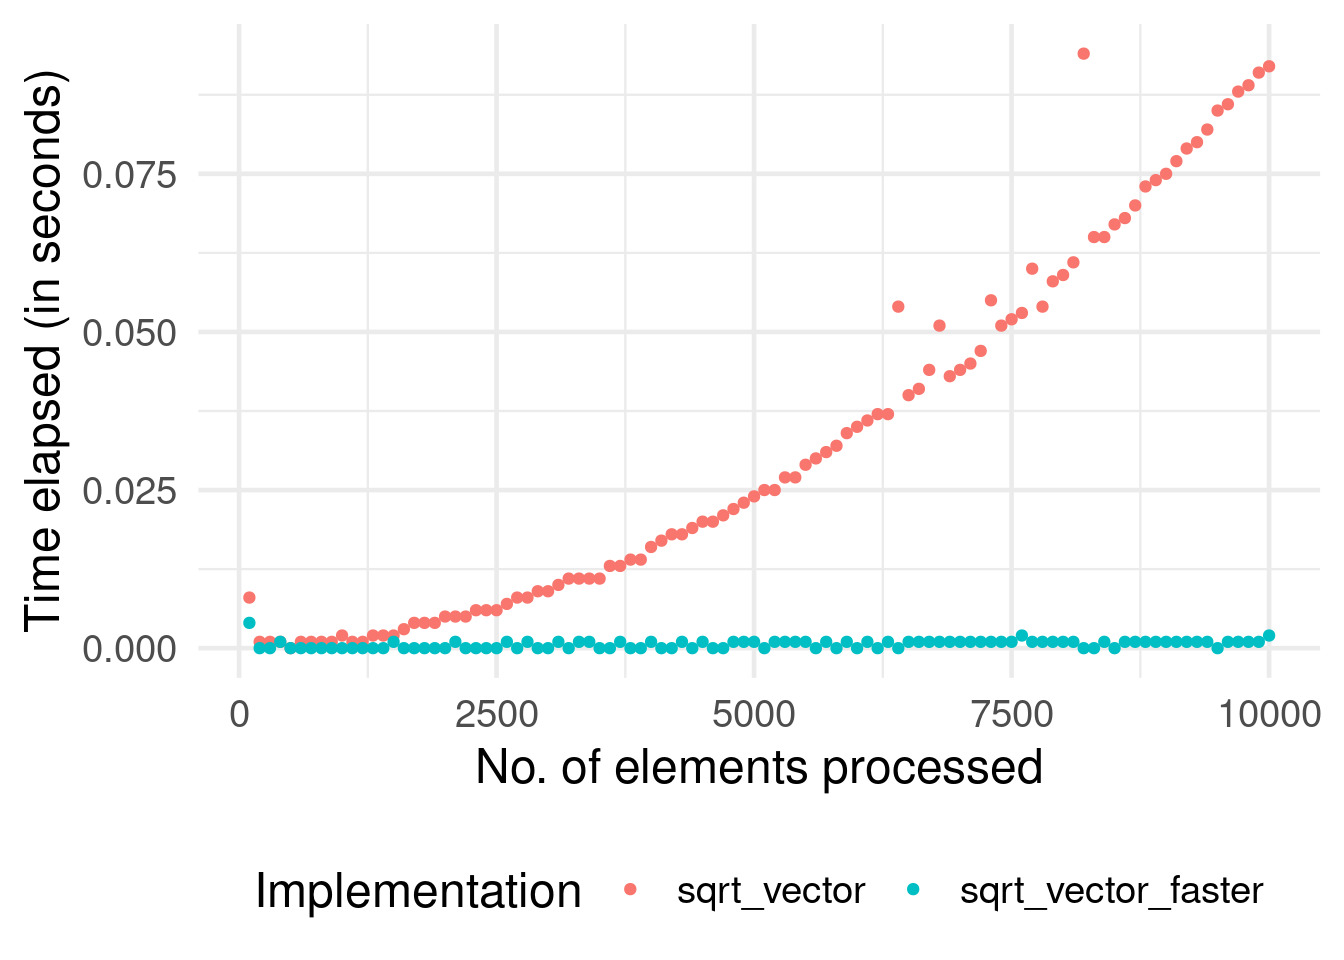 Time elapsed (in seconds)
0.075
0.050
0.025
0.000
0 2500 5000 7500 10000
No. of elements processed
Implementation sqrt_vector sqrt_vector_faster